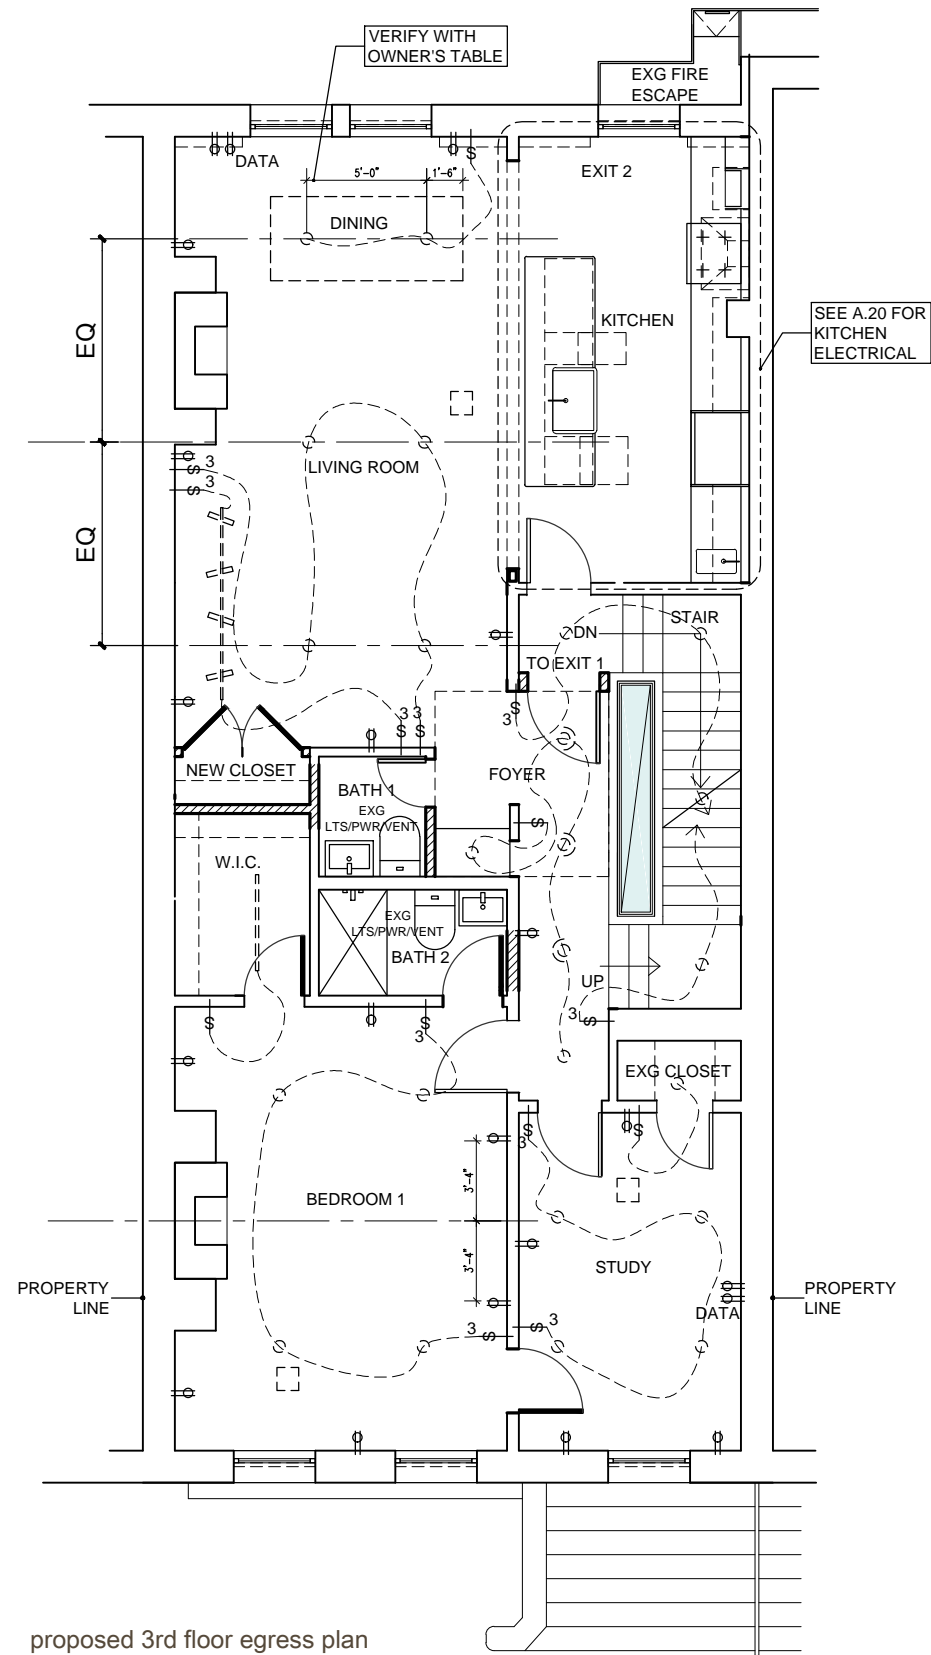 VERIFY WITH
OWNER'S TABLE
EXG FIRE
ESCAPE
DATA
S
EXIT 2
5'-0"
1'-6"
DINING
EQ
KITCHEN
SEE A.20 FOR
KITCHEN
ELECTRICAL
LIVING ROOM
3
S
3
S
EQ
STAIR
DN
TO EXIT 1
S
3
3
3
S
S
FOYER
NEW CLOSET
BATH 1
EXG
LTS/PWR/VENT
S
W.I.C.
EXG
LTS/PWR/VENT
BATH 2
UP
3
S
S
S
3
EXG CLOSET
S
3
S
3'-4"
BEDROOM 1
3'-4"
STUDY
PROPERTY
LINE
DATA
PROPERTY
LINE
3
S
S
3
proposed 3rd floor egress plan